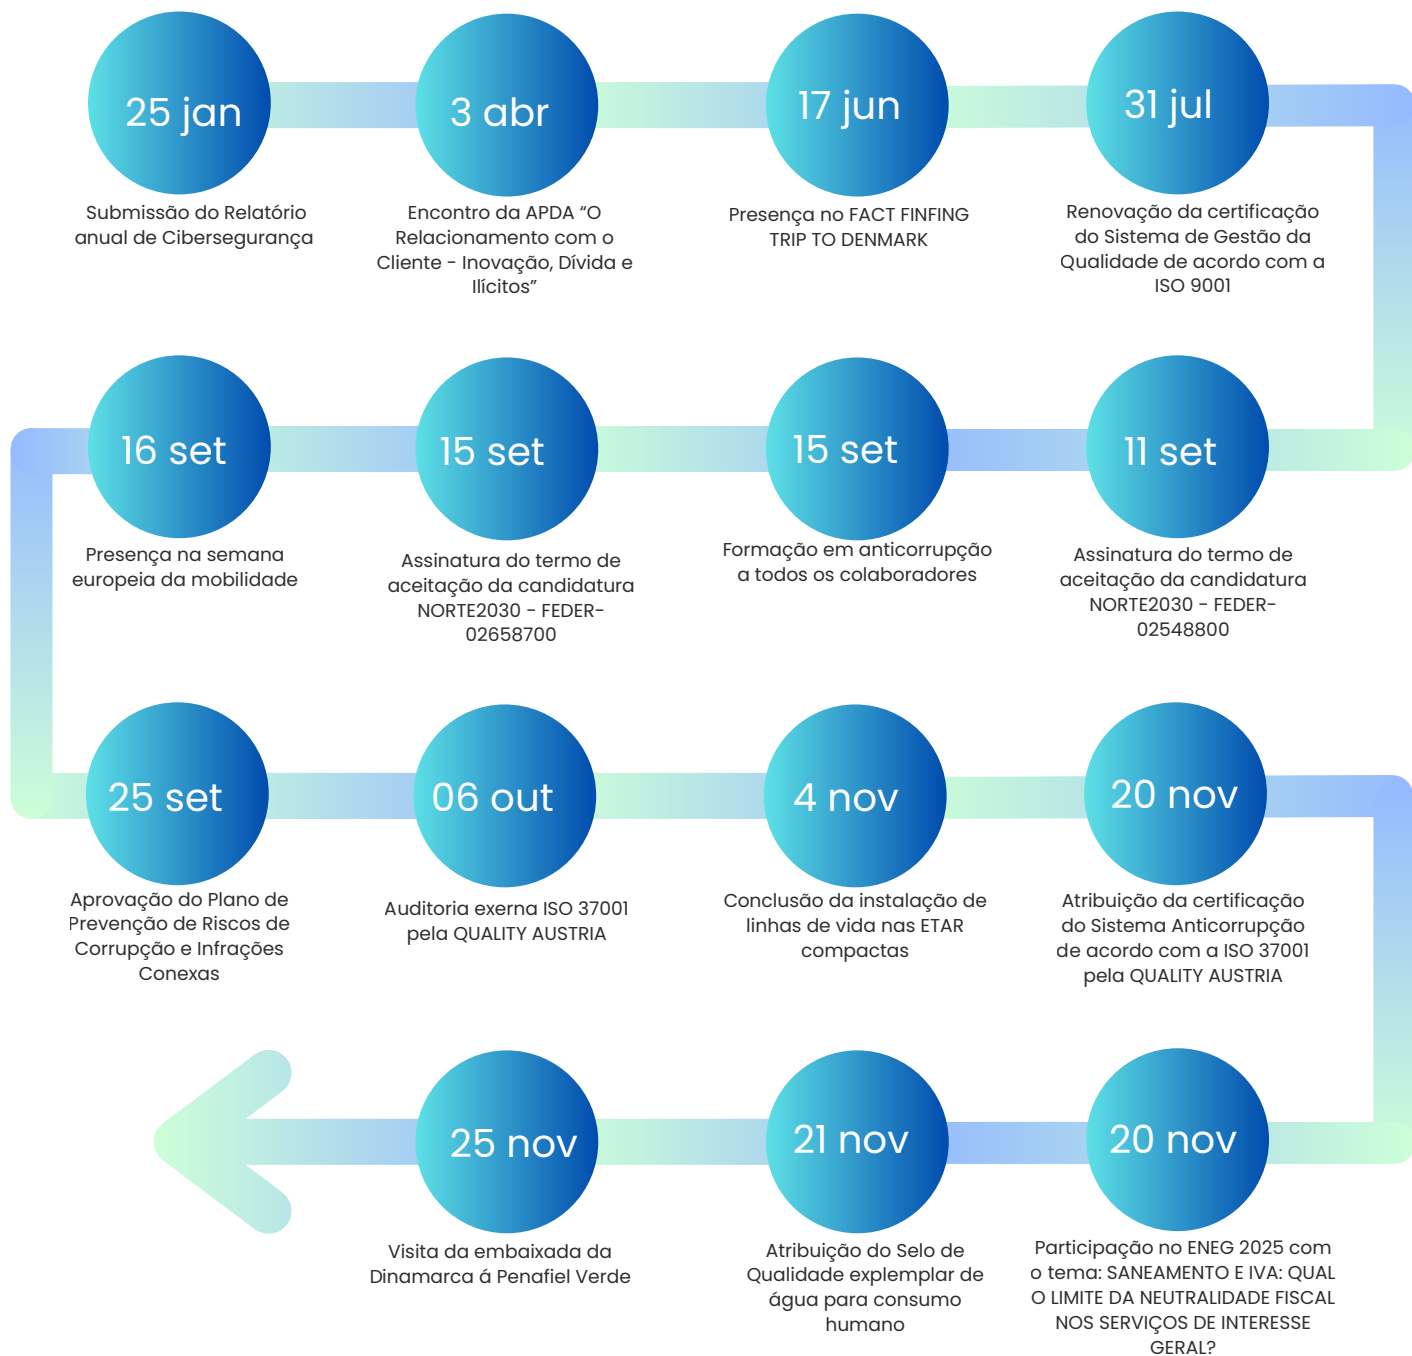 25 jan
Submissão do Relatório
anual de Cibersegurança
3 abr
Encontro da APDA “O
Relacionamento com o
Cliente - Inovação, Dívida e
Ilícitos”
17 jun
Presença no FACT FINFING
TRIP TO DENMARK
31 jul
Renovação da certificação
do Sistema de Gestão da
Qualidade de acordo com a
ISO 9001
11 set
Assinatura do termo de
aceitação da candidatura
NORTE2030 - FEDER-
02548800
15 set
Formação em anticorrupção
a todos os colaboradores
15 set
Assinatura do termo de
aceitação da candidatura
NORTE2030 - FEDER-
02658700
16 set
Presença na semana
europeia da mobilidade
25 set
Aprovação do Plano de
Prevenção de Riscos de
Corrupção e Infrações
Conexas
06 out
Auditoria exerna ISO 37001
pela QUALITY AUSTRIA
4 nov
Conclusão da instalação de
linhas de vida nas ETAR
compactas
20 nov
Atribuição da certificação
do Sistema Anticorrupção
de acordo com a ISO 37001
pela QUALITY AUSTRIA
20 nov
Participação no ENEG 2025 com
o tema: SANEAMENTO E IVA: QUAL
O LIMITE DA NEUTRALIDADE FISCAL
NOS SERVIÇOS DE INTERESSE
GERAL?
21 nov
Atribuição do Selo de
Qualidade explemplar de
água para consumo
humano
25 nov
Visita da embaixada da
Dinamarca á Penafiel Verde